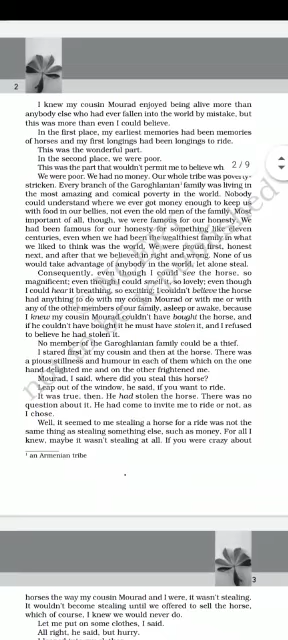 2
I knew my cousin Mourad enjoyed being alive more than
anybody else who had ever fallen into the world by mistake, but
this was more than even I could believe.
In the first place, my earliest memories had been memories
of horses and my first longings had been longings to ride.
This was the wonderful part.
In the second place, we were poor.
This was the part that wouldn't permit me to believe wh
2 / 9
We were poor. We had no money. Our whole tribe was poverty-
stricken. Every branch of the Garoghlanian¹ family was living in
the most amazing and comical poverty in the world. Nobody
could understand where we ever got money enough to keep us
with food in our bellies, not even the old men of the family. Most
important of all, though, we were famous for our honesty. We
had been famous for our honesty for something like eleven
centuries, even when we had been the wealthiest family in what
we liked to think was the world. We were proud first, honest
next, and after that we believed in right and wrong. None of us
would take advantage of anybody in the world, let alone steal.
Consequently, even though I could see the horse, so
magnificent; even though I could smell it, so lovely; even though
I could hear it breathing, so exciting; I couldn't believe the horse
had anything to do with my cousin Mourad or with me or with
any of the other members of our family, asleep or awake, because
I knew my cousin Mourad couldn't have bought the horse, and
if he couldn't have bought it he must have stolen it, and I refused
to believe he had stolen it.
No member of the Garoghlanian family could be a thief.
I stared first at my cousin and then at the horse. There was
a pious stillness and humour in each of them which on the one
hand delighted me and on the other frightened me.
Mourad, I said, where did you steal this horse?
Leap out of the window, he said, if you want to ride.
It was true, then. He had stolen the horse. There was no
question about it. He had come to invite me to ride or not, as
I chose.
Well, it seemed to me stealing a horse for a ride was not the
same thing as stealing something else, such as money. For all I
knew, maybe it wasn't stealing at all. If you were crazy about
¹ an Armenian tribe
3
horses the way my cousin Mourad and I were, it wasn't stealing.
It wouldn't become stealing until we offered to sell the horse,
which of course, I knew we would never do.
Let me put on some clothes, I said.
All right, he said, but hurry.